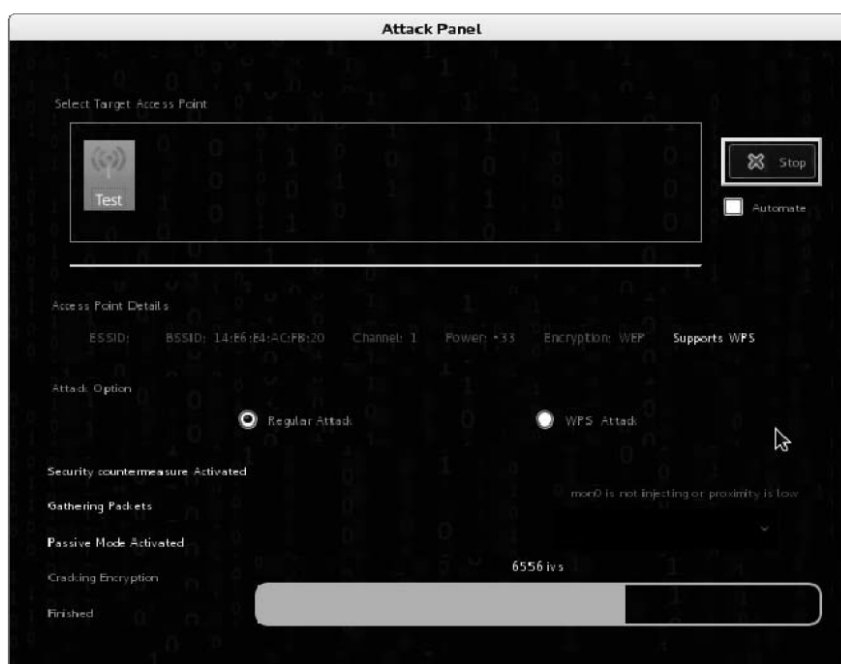 Attack Panel
Select Target Access Point
Test
Stop
Automate
Access Point Details
ESSID: BSSID: 14:E6:E4:AC:FB:20 Channel: 1 Power: -33 Encryption: WEP Supports WPS
Attack Option
Regular Attack WPS Attack
Security countermeasure Activated
mon0 is not injecting or proximity is low
Gathering Packets
Passive Mode Activated
6556 ivs
Cracking Encryption
Finished